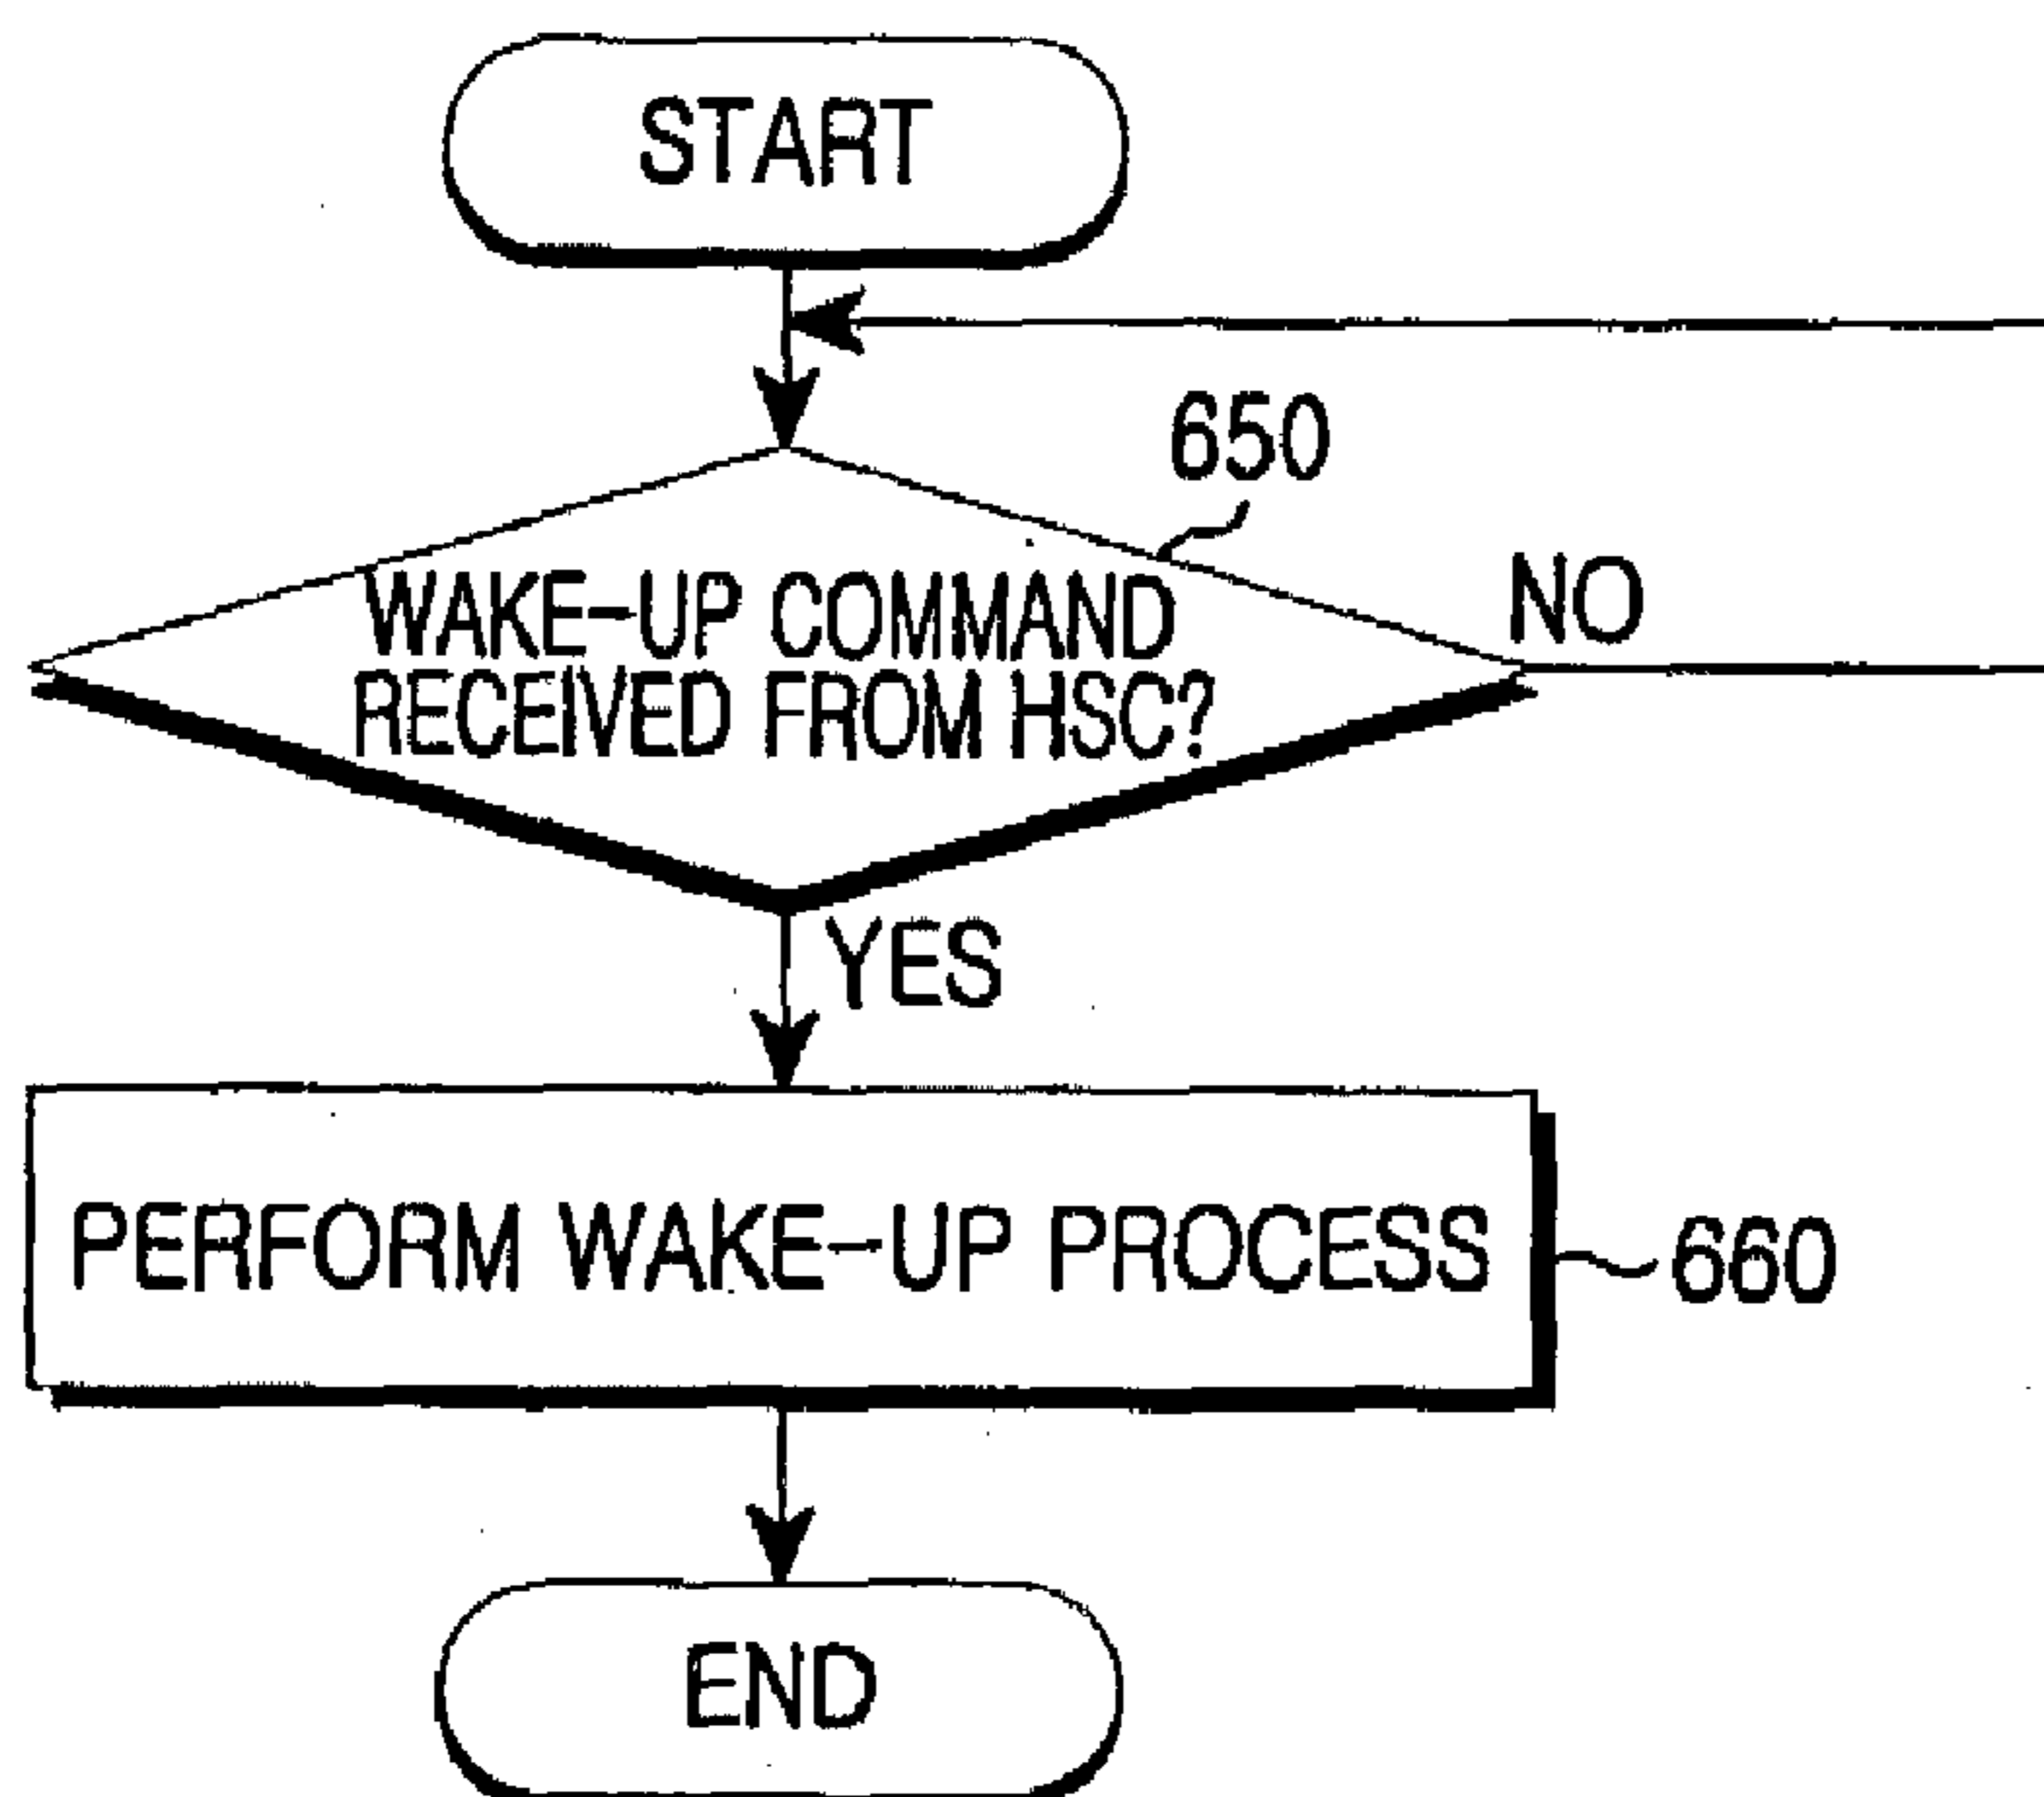 START
650
WAKE-UP COMMAND
RECEIVED FROM HSC?
NO
YES
PERFORM WAKE-UP PROCESS
660
END